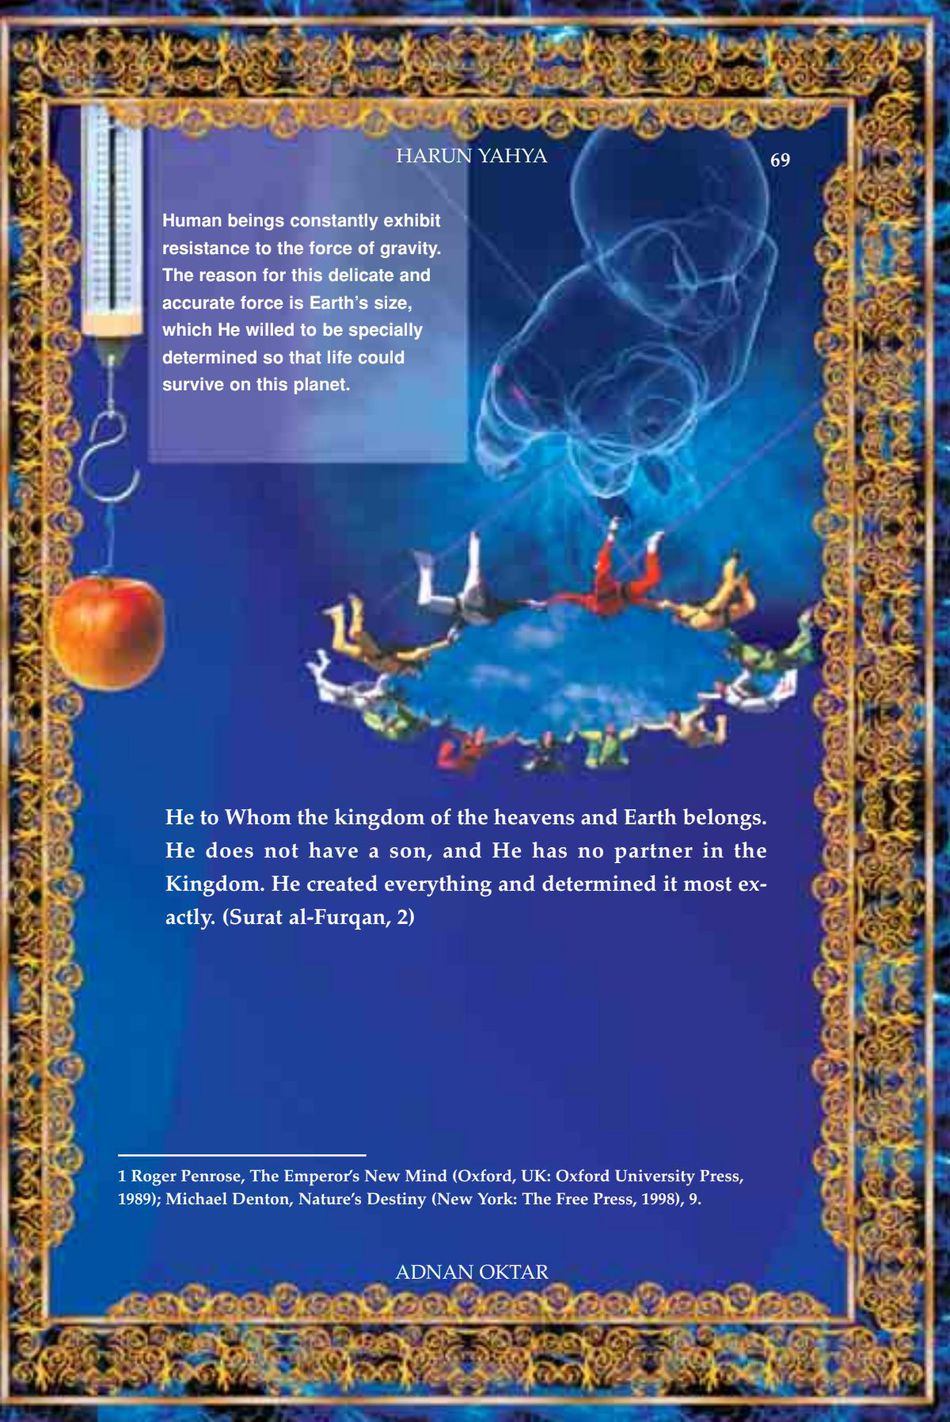 HARUN YAHYA
69
Human beings constantly exhibit
resistance to the force of gravity.
The reason for this delicate and
accurate force is Earth's size,
which He willed to be specially
determined so that life could
survive on this planet.
He to Whom the kingdom of the heavens and Earth belongs.
He does not have a son, and He has no partner in the
Kingdom. He created everything and determined it most ex-
actly. (Surat al-Furqan, 2)
1 Roger Penrose, The Emperor's New Mind (Oxford, UK: Oxford University Press,
1989); Michael Denton, Nature's Destiny (New York: The Free Press, 1998), 9.
ADNAN OKTAR